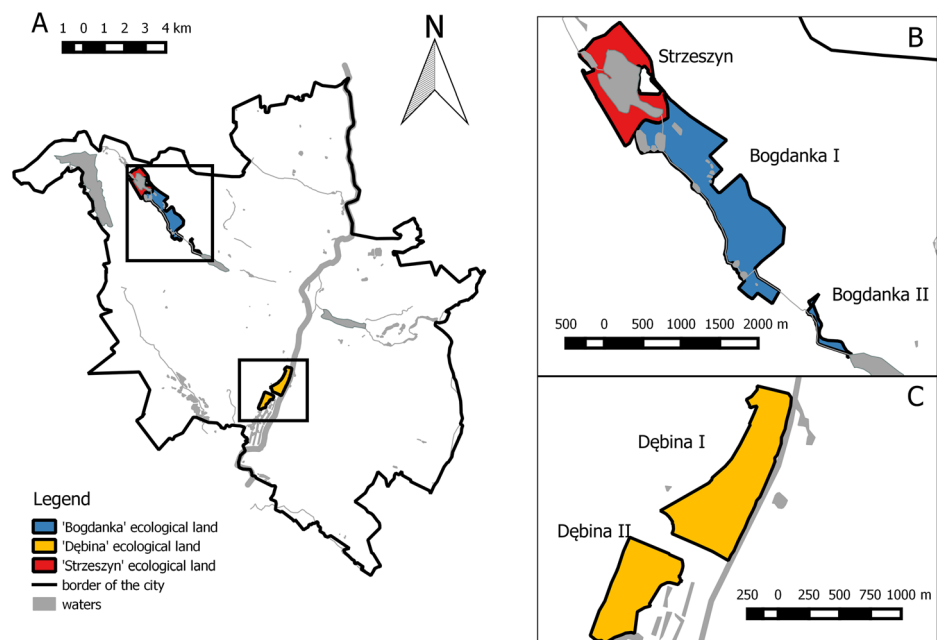 A
1 0 1 2 3 4 km
N
Legend
'Bogdanka' ecological land
'Dębina' ecological land
'Strzeszyn' ecological land
border of the city
waters
B
Strzeszyn
Bogdanka I
Bogdanka II
500 0 500 1000 1500 2000 m
C
Dębina I
Dębina II
250 0 250 500 750 1000 m